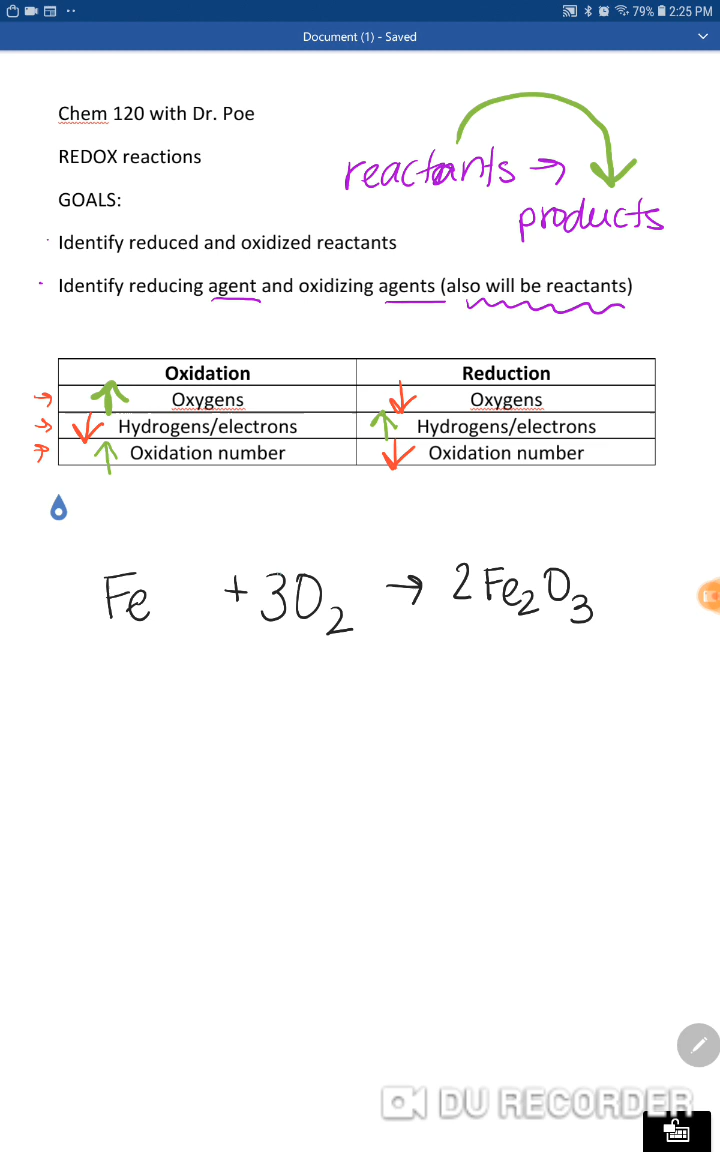 79% 2:25 PM
Document (1) - Saved
Chem 120 with Dr. Poe
REDOX reactions
reactants →
products
GOALS:
Identify reduced and oxidized reactants
Identify reducing agent and oxidizing agents (also will be reactants)
Oxidation Reduction
↑ Oxygens ↓ Oxygens
↓ Hydrogens/electrons ↑ Hydrogens/electrons
↑ Oxidation number ↓ Oxidation number
Fe + 3O₂ → 2Fe₂O₃
DU RECORDER